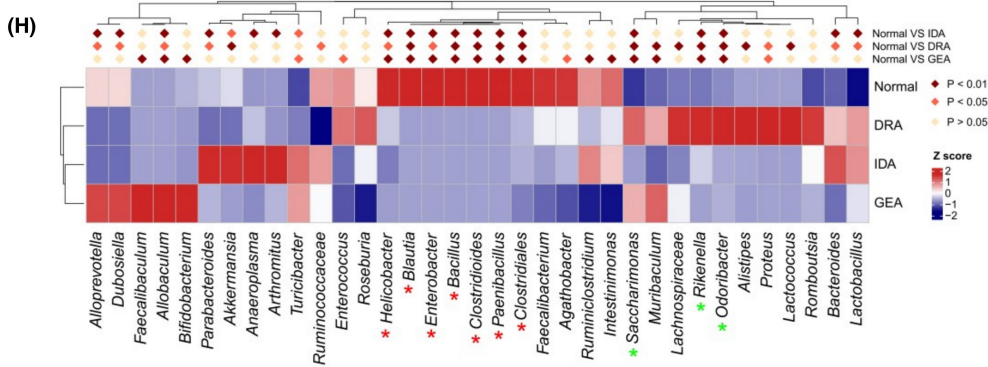 (H)
Normal VS IDA
Normal VS DRA
Normal VS GEA
P < 0.01
P < 0.05
P > 0.05
Normal
DRA
IDA
GEA
Z score
2
1
0
−1
−2
Alloprevotella
Dubosiella
Faecalibaculum
Allobaculum
Bifidobacterium
Parabacteroides
Akkermansia
Anaeroplasma
Arthromitus
Turicibacter
Ruminococcaceae
Enterococcus
Roseburia
Helicobacter *
Blautia *
Enterobacter *
Bacillus *
Clostridioides *
Paenibacillus *
Clostridiales *
Faecalibacterium
Agathobacter
Ruminiclostridium
Intestinimonas
Saccharimonas *
Muribaculum
Lachnospiraceae
Rikenella *
Odoribacter *
Alistipes
Proteus
Lactococcus
Romboutsia
Bacteroides
Lactobacillus